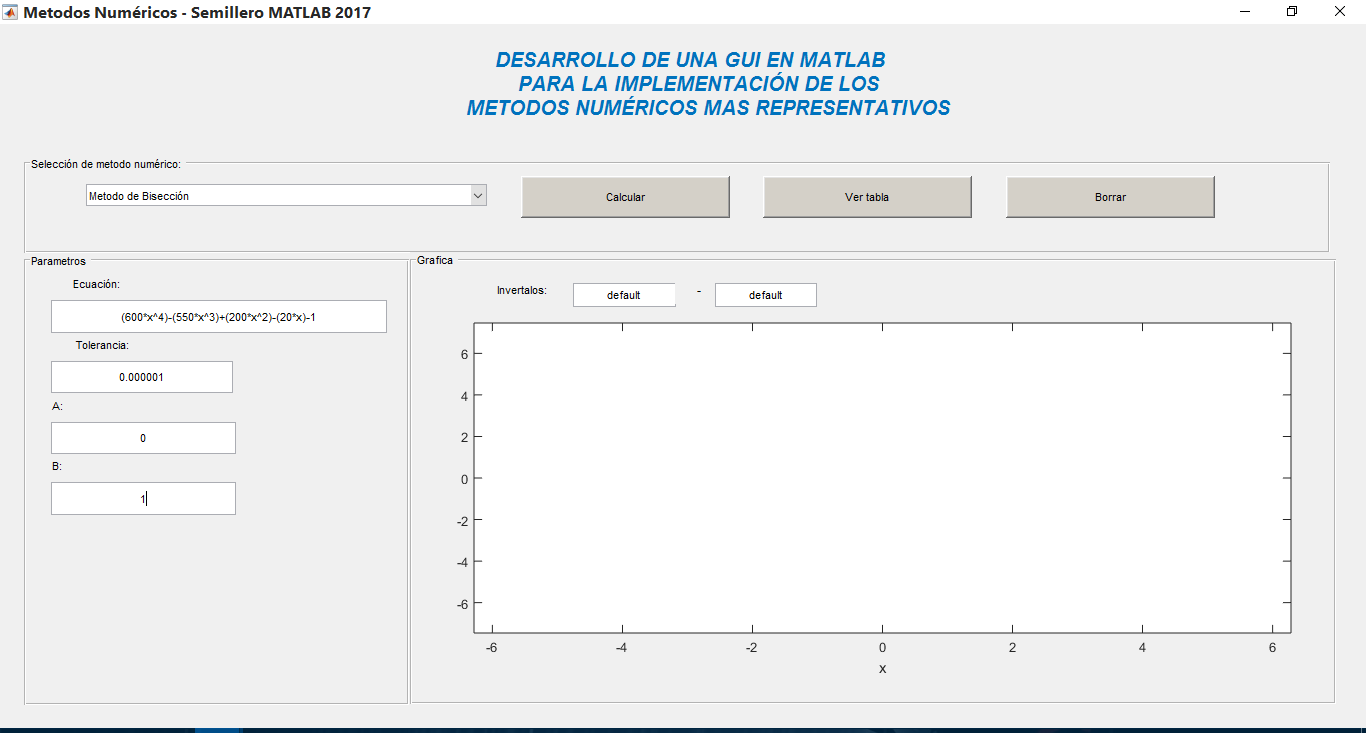 Metodos Numéricos - Semillero MATLAB 2017
DESARROLLO DE UNA GUI EN MATLAB
PARA LA IMPLEMENTACIÓN DE LOS
METODOS NUMÉRICOS MAS REPRESENTATIVOS
Selección de metodo numérico:
Metodo de Bisección
Calcular
Ver tabla
Borrar
Parametros
Ecuación:
(600*x^4)-(550*x^3)+(200*x^2)-(20*x)-1
Tolerancia:
0.000001
A:
0
B:
1
Grafica
Invertalos:
default
-
default
6
4
2
0
-2
-4
-6
-6 -4 -2 0 2 4 6
x